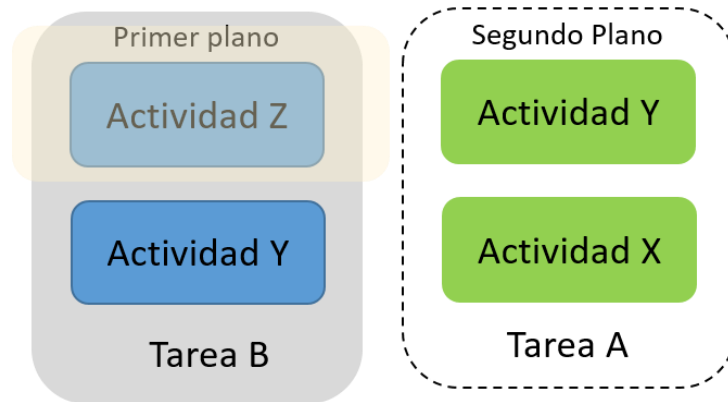 Primer plano
Actividad Z
Actividad Y
Tarea B
Segundo Plano
Actividad Y
Actividad X
Tarea A